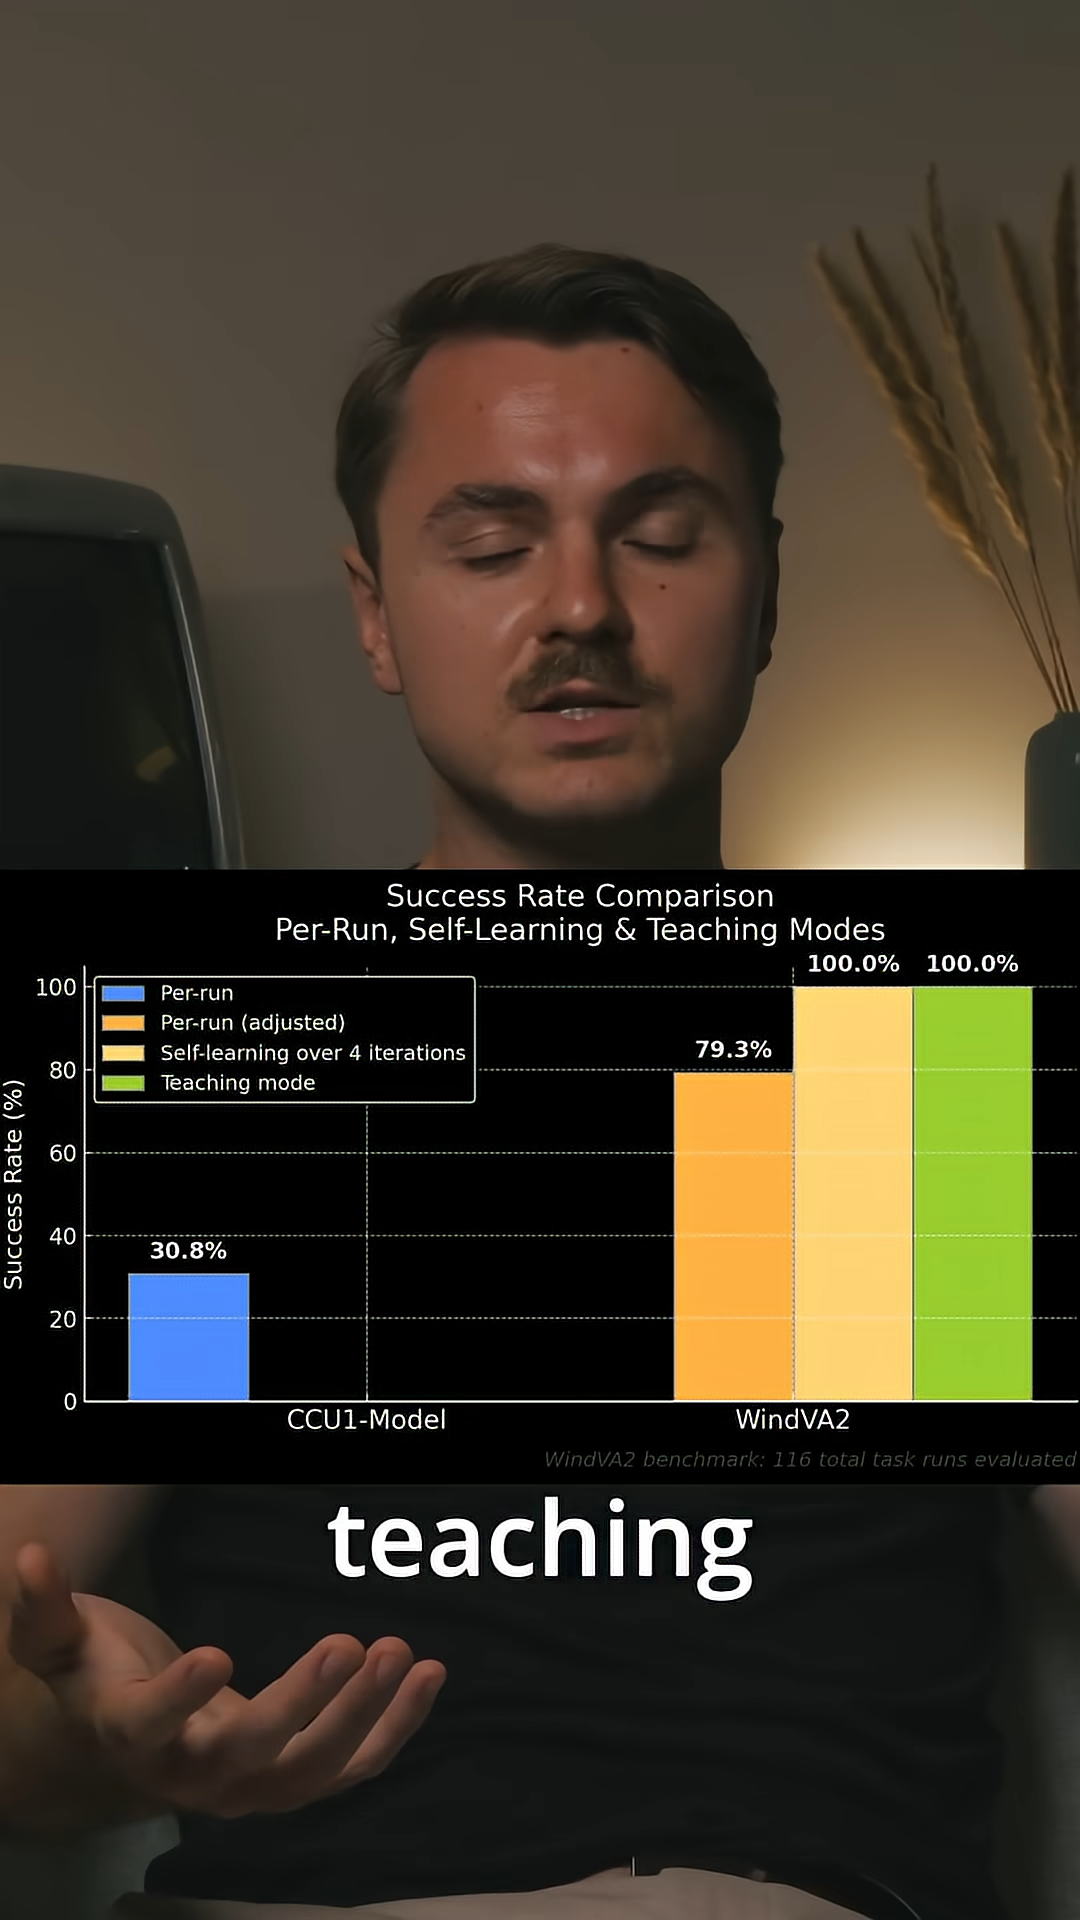 Success Rate Comparison
Per-Run, Self-Learning & Teaching Modes
100.0% 100.0%
79.3%
30.8%
Per-run
Per-run (adjusted)
Self-learning over 4 iterations
Teaching mode
Success Rate (%)
100
80
60
40
20
0
CCU1-Model WindVA2
WindVA2 benchmark: 116 total task runs evaluated
teaching